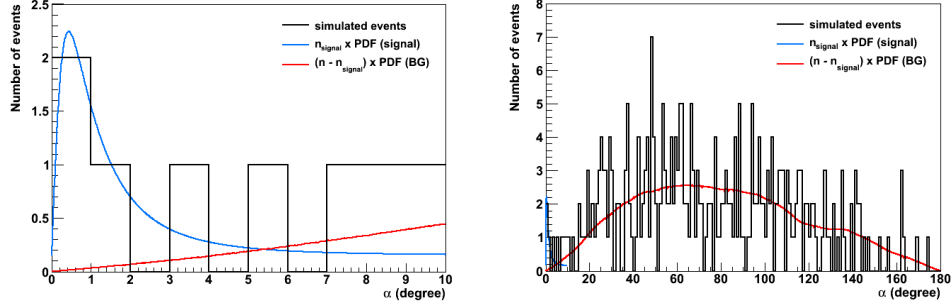 Number of events
2.5
2
1.5
1
0.5
0
simulated events
n_signal x PDF (signal)
(n - n_signal) x PDF (BG)
0 1 2 3 4 5 6 7 8 9 10
α (degree)
Number of events
8
7
6
5
4
3
2
1
0
simulated events
n_signal x PDF (signal)
(n - n_signal) x PDF (BG)
0 20 40 60 80 100 120 140 160 180
α (degree)